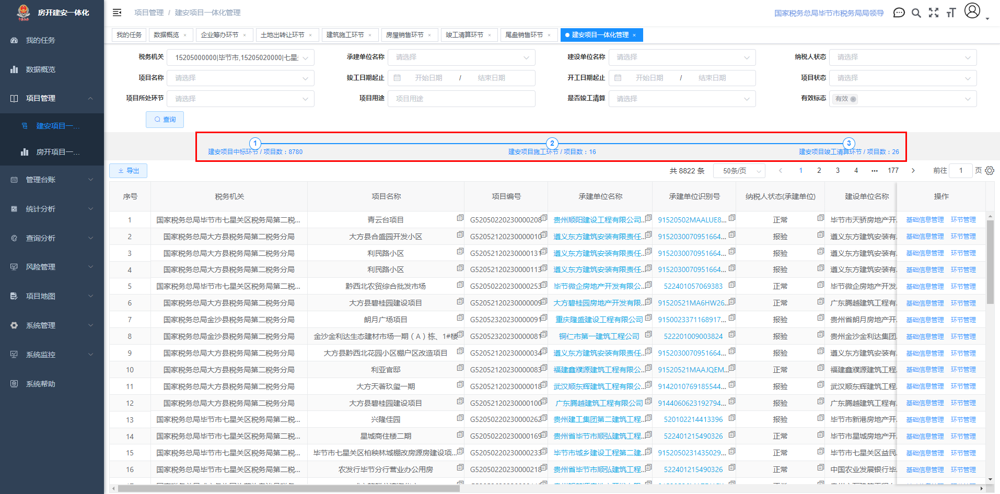 房开建安一体化
项目管理 / 建安项目一体化管理
国家税务总局毕节市税务局局领导
我的任务
数据概览
项目管理
建安项目一...
房开项目一...
管理台账
统计分析
查询分析
风险管理
项目地图
系统管理
系统监控
系统帮助
我的任务 数据概览 × 企业筹办环节 × 土地出转让环节 × 建筑施工环节 × 房屋销售环节 × 竣工清算环节 × 尾盘销售环节 × 建安项目一体化管理 ×
税务机关 15205000000|毕节市,15205020000|七星: 承建单位名称 请选择 建设单位名称 请选择 纳税人状态 请选择
项目名称 请选择 竣工日期起止 开始日期 / 结束日期 开工日期起止 开始日期 / 结束日期 项目状态 请选择
项目所处环节 请选择 项目用途 项目用途 是否竣工清算 请选择 有效标志 有效
查询
1 2 3
建安项目中标环节 / 项目数：8780 建安项目施工环节 / 项目数：16 建安项目竣工清算环节 / 项目数：26
导出 共 8822 条 50条/页 1 2 3 4 ••• 177 前往 1 页
序号 税务机关 项目名称 项目编号 承建单位名称 承建单位识别号 纳税人状态(承建单位) 建设单位名称 操作
1 国家税务总局毕节市七星关区税务局第二税... 青云台项目 G52050220230000208 贵州顺阳建设工程有限公司... 91520502MAALUE8... 正常 毕节市天骄房地产开 基础信息管理 环节管理
2 国家税务总局大方县税务局第二税务分局 大方县合盛园开发小区 G52052120230000010 遵义东方建筑安装有限责任... 9152030070951664... 报验 遵义东方建筑安装有 基础信息管理 环节管理
3 国家税务总局大方县税务局第二税务分局 利民路小区 G52052120230000131 遵义东方建筑安装有限责任... 9152030070951664... 报验 遵义东方建筑安装有 基础信息管理 环节管理
4 国家税务总局大方县税务局第二税务分局 利民路小区 G52052120230000113 遵义东方建筑安装有限责任... 9152030070951664... 报验 遵义东方建筑安装有 基础信息管理 环节管理
5 国家税务总局毕节市七星关区税务局第二税... 黔西北农贸综合批发市场 G52050220230000253 毕节微企房地产开发有限公... 522401057069383 正常 毕节微企房地产开发 基础信息管理 环节管理
6 国家税务总局大方县税务局第二税务分局 大方县碧桂园建设项目 G52052120230000009 大方碧桂园房地产开发有限... 91520521MA6HW26... 正常 广东腾越建筑工程有 基础信息管理 环节管理
7 国家税务总局金沙县税务局第二税务分局 朗月广场项目 G52052320230000091 重庆隆盛建设工程有限公司 9150023371168917... 报验 贵州省朗月房地产开 基础信息管理 环节管理
8 国家税务总局金沙县税务局第二税务分局 金沙金利达生态建材市场一期（A）栋、1#楼 G52052320230000081 铜仁市第一建筑工程公司 522201009003824 报验 贵州金沙金利达集团 基础信息管理 环节管理
9 国家税务总局大方县税务局第二税务分局 大方县黔西北花园小区棚户区改造项目 G52052120230000034 遵义东方建筑安装有限责任... 9152030070951664... 报验 遵义东方建筑安装有 基础信息管理 环节管理
10 国家税务总局大方县税务局第二税务分局 利亚官邸 G52052120230000083 福建鑫濮源建筑工程有限公... 91520521MAAJQEM... 正常 福建鑫濮源建筑工程 基础信息管理 环节管理
11 国家税务总局大方县税务局第二税务分局 大方天著玖玺一期 G52052120230000018 武汉顺东辉建筑工程有限公... 9142010769185544... 报验 武汉顺东辉建筑工程 基础信息管理 环节管理
12 国家税务总局大方县税务局第二税务分局 大方县碧桂园建设项目 G52052120230000100 广东腾越建筑工程有限公司 9144060623192794... 报验 广东腾越建筑工程有 基础信息管理 环节管理
13 国家税务总局毕节市七星关区税务局第二税... 兴隆佳园 G52050220230000262 贵州建工集团第二建筑工程... 520102214413396 报验 毕节市新港房地产开 基础信息管理 环节管理
14 国家税务总局毕节市七星关区税务局第二税... 星城商住楼二期 G52050220230000169 贵州省毕节市顺弘建筑工程... 522401215490326 正常 毕节市星城房地产开 基础信息管理 环节管理
15 国家税务总局毕节市七星关区税务局第二税... 毕节市七星关区柏秧林城棚改房源房建设项... G52050220230000233 毕节市城乡建设工程第二建... 9152050231435029... 正常 毕节市七星关区益民 基础信息管理 环节管理
16 国家税务总局毕节市七星关区税务局第二税... 农发行毕节分行营业办公用房 G52050220230000218 贵州省毕节市顺弘建筑工程... 522401215490326 正常 中国农业发展银行毕 基础信息管理 环节管理